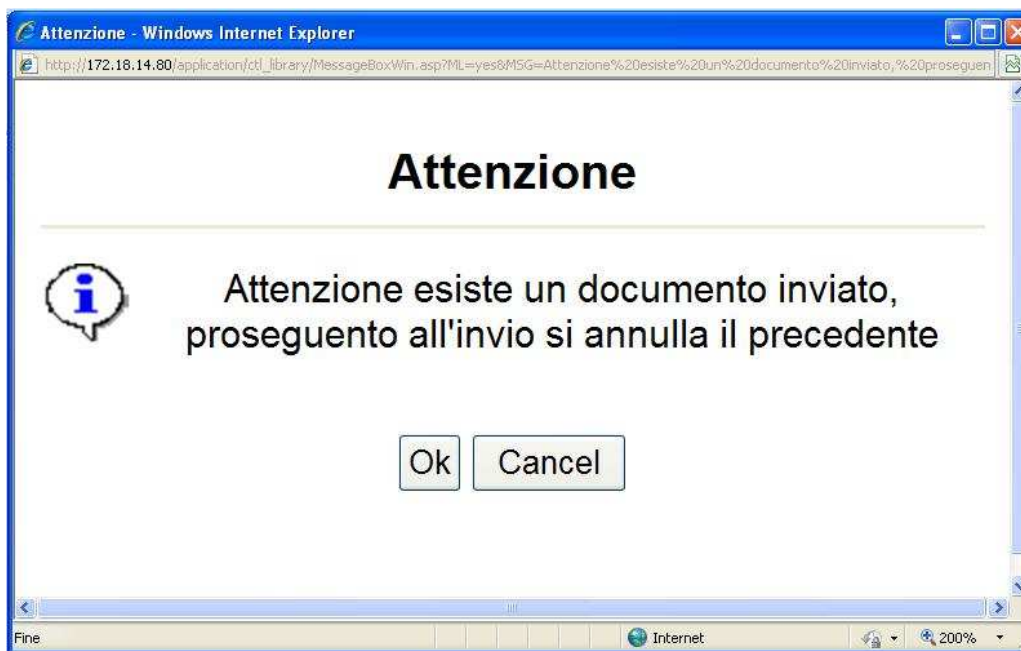 Attenzione - Windows Internet Explorer
http://172.18.14.80/application/ctl_library/MessageBoxWin.asp?ML=yes&MSG=Attenzione%20esiste%20un%20documento%20inviato,%20proseguen
Attenzione
Attenzione esiste un documento inviato,
proseguento all'invio si annulla il precedente
Ok Cancel
Fine Internet 200%